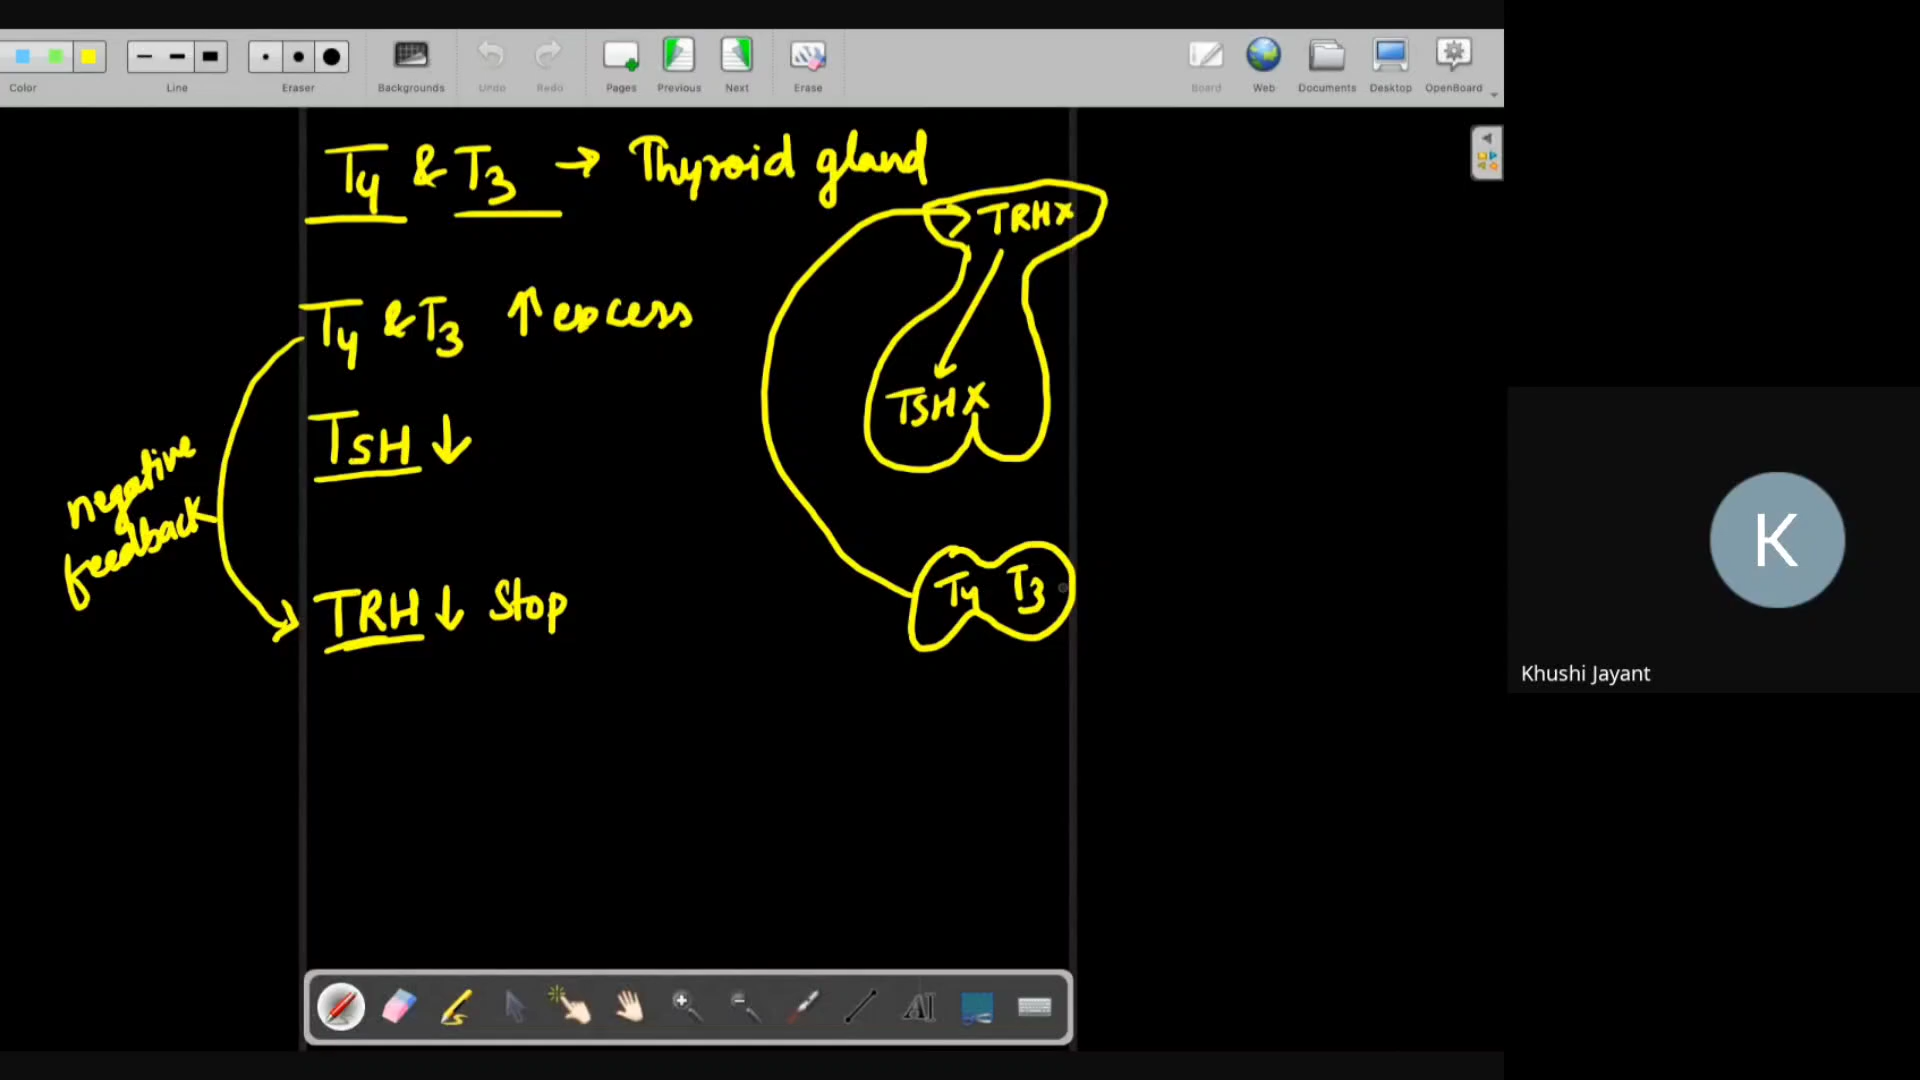 Color
Line
Eraser
Backgrounds
Undo
Redo
Pages
Previous
Next
Erase
Board
Web
Documents
Desktop
OpenBoard
T4 & T3 → Thyroid gland
TRH x
T4 & T3 ↑ excess
TSH x
TSH ↓
negative
feedback
T4 T3
TRH ↓ Stop
AI
K
Khushi Jayant